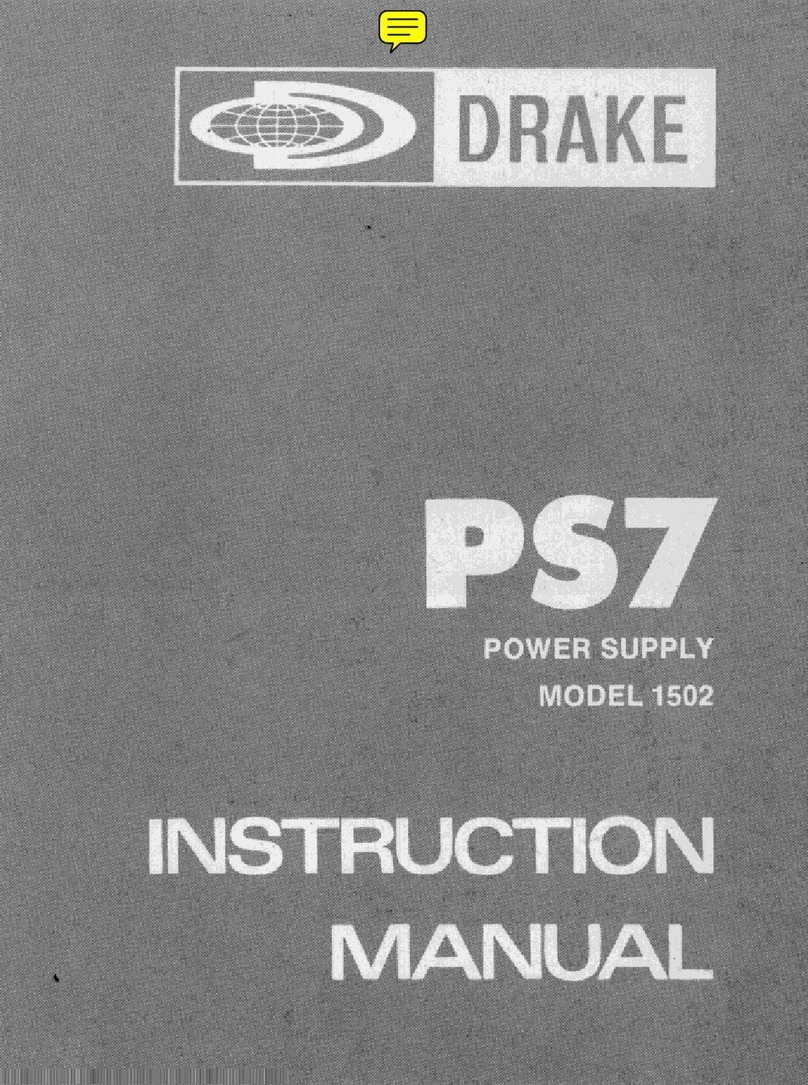 DRAKE
PS7
POWER SUPPLY
MODEL 1502
INSTRUCTION
MANUAL